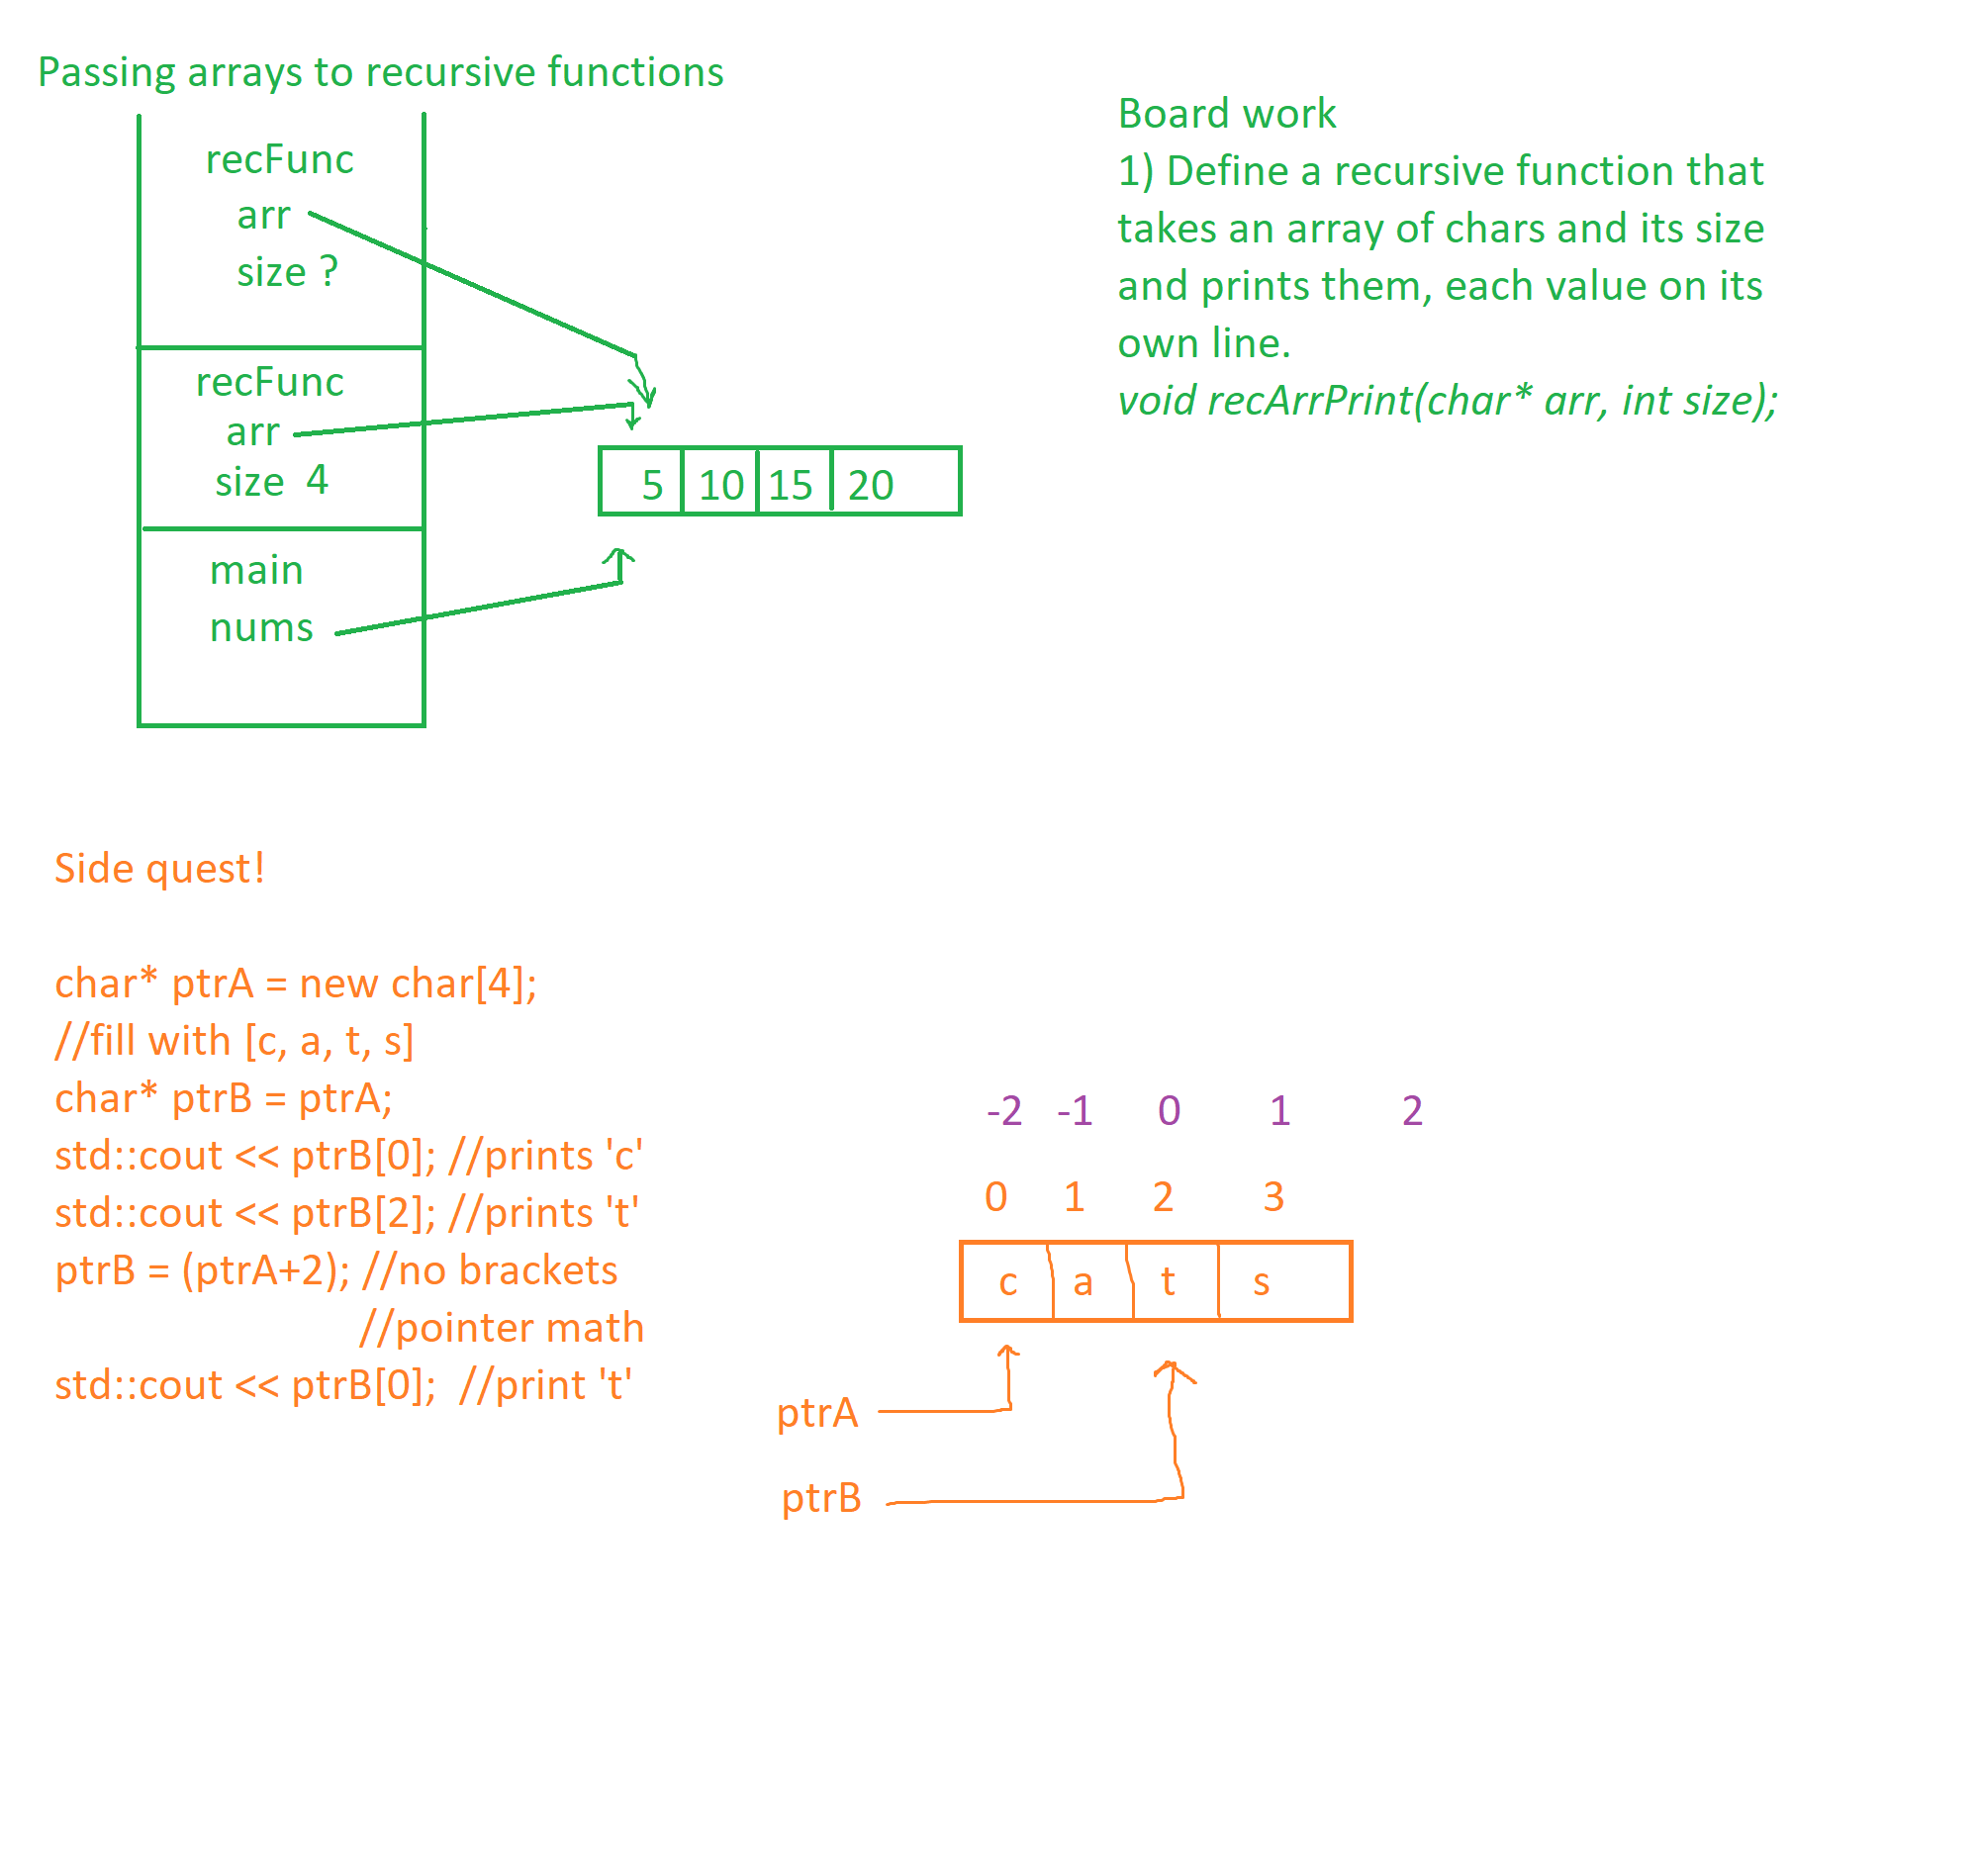 Passing arrays to recursive functions
recFunc
arr
size ?
recFunc
arr
size 4
main
nums
5 10 15 20
Board work
1) Define a recursive function that
takes an array of chars and its size
and prints them, each value on its
own line.
void recArrPrint(char* arr, int size);
Side quest!
char* ptrA = new char[4];
//fill with [c, a, t, s]
char* ptrB = ptrA;
std::cout << ptrB[0]; //prints 'c'
std::cout << ptrB[2]; //prints 't'
ptrB = (ptrA+2); //no brackets
//pointer math
std::cout << ptrB[0]; //print 't'
-2 -1 0 1 2
0 1 2 3
c a t s
ptrA
ptrB